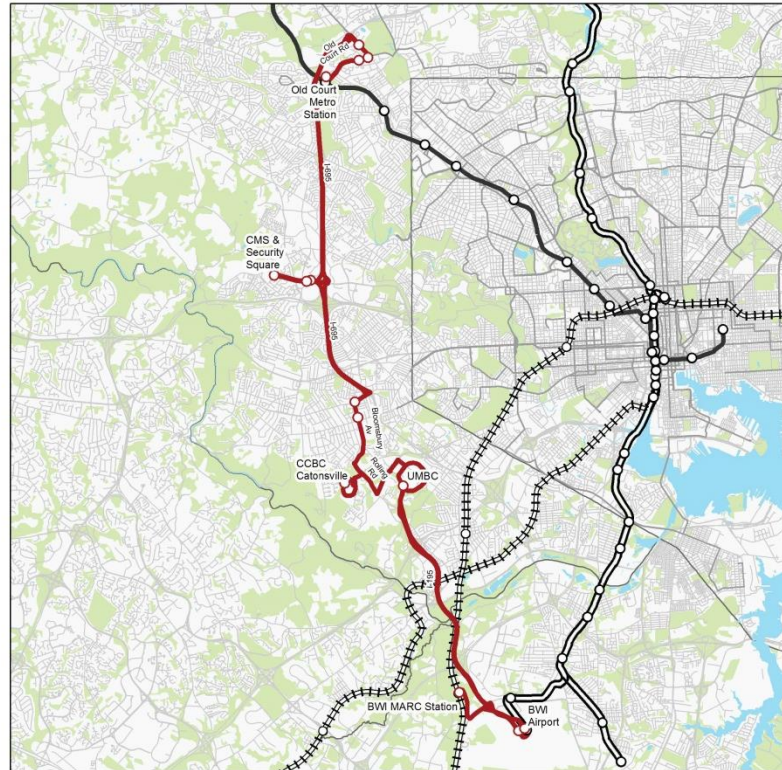 Old
Court Rd
Old Court
Metro
Station
I-695
CMS &
Security
Square
I-695
Bloomsbury
Av
CCBC
Catonsville
Rolling
Rd
UMBC
I-195
BWI MARC Station
BWI
Airport